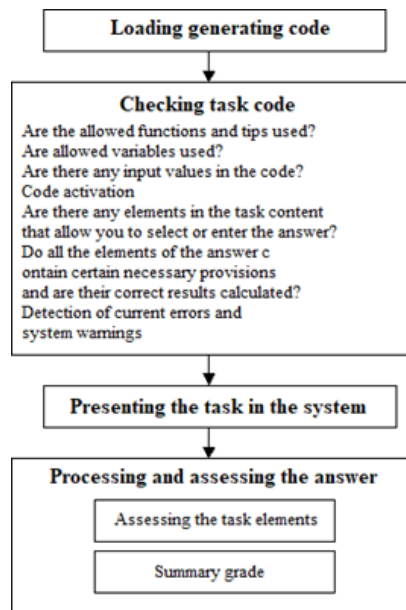 Loading generating code
Checking task code
Are the allowed functions and tips used?
Are allowed variables used?
Are there any input values in the code?
Code activation
Are there any elements in the task content
that allow you to select or enter the answer?
Do all the elements of the answer c
ontain certain necessary provisions
and are their correct results calculated?
Detection of current errors and
system warnings
Presenting the task in the system
Processing and assessing the answer
Assessing the task elements
Summary grade